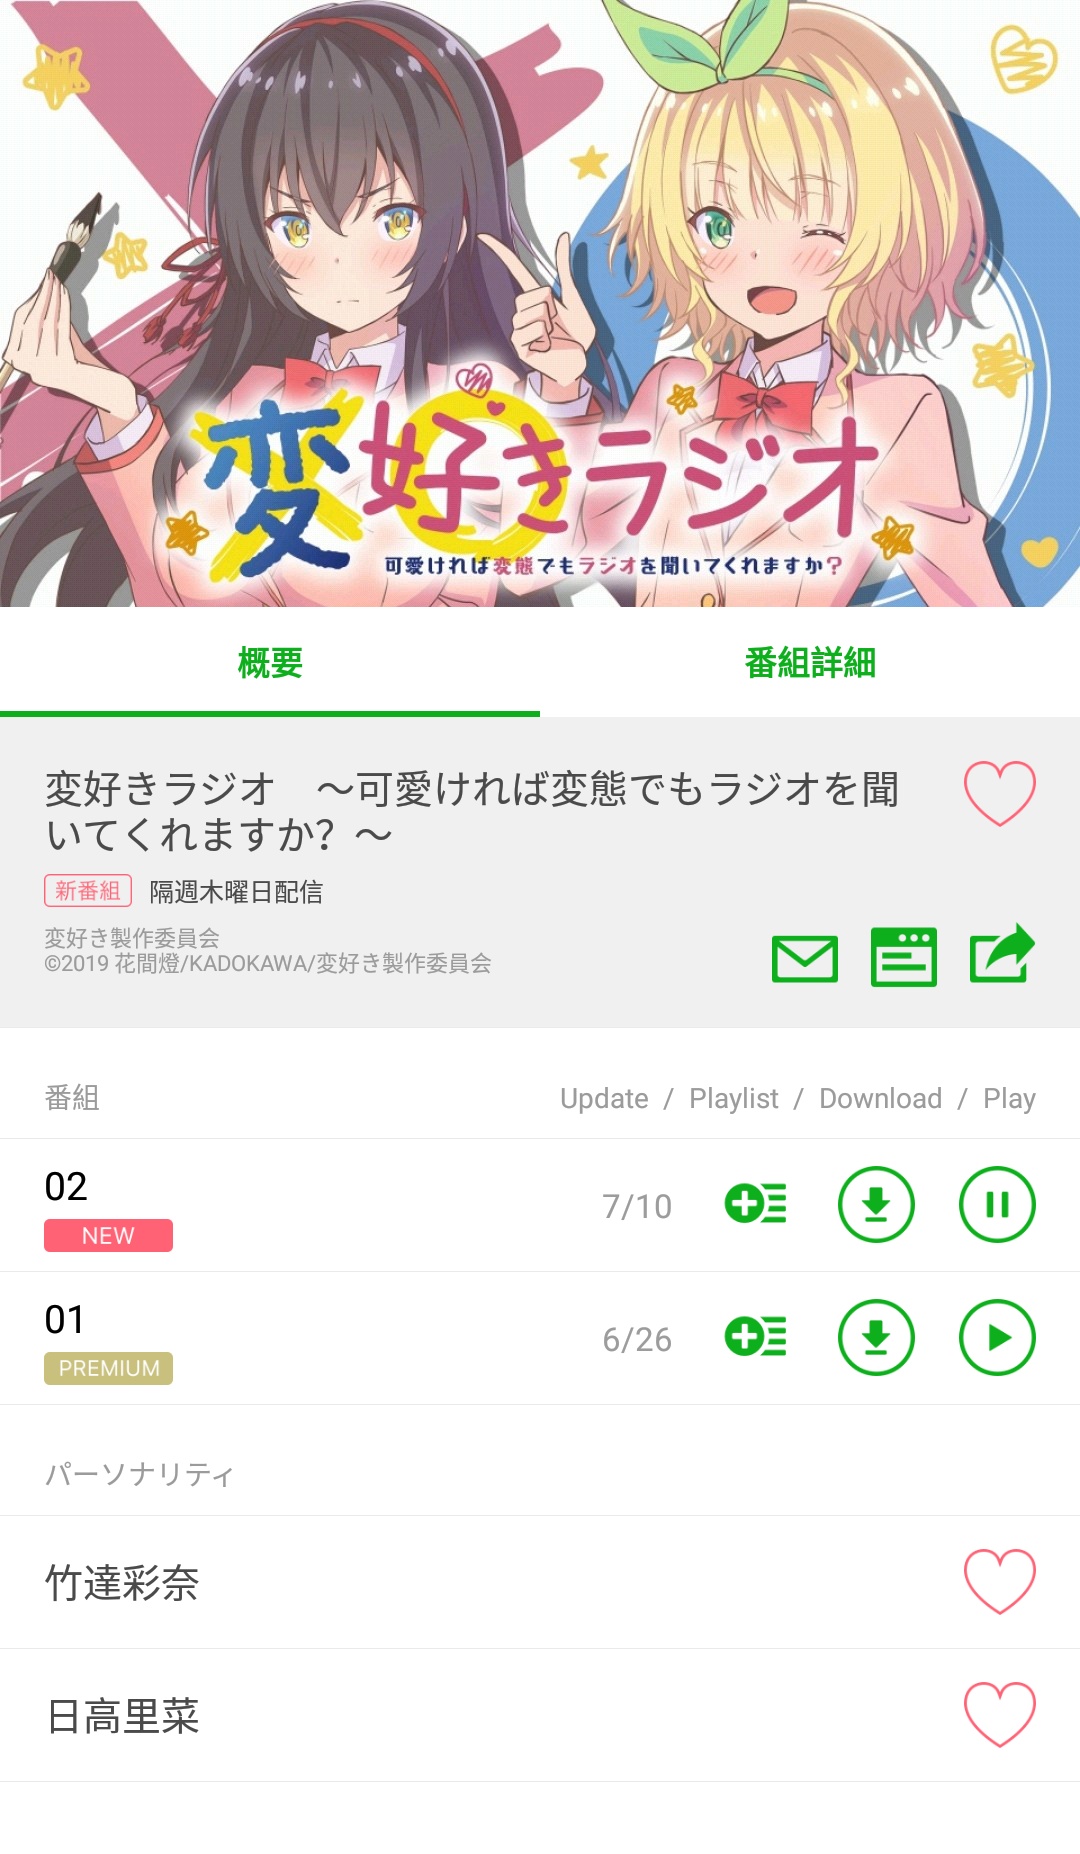 変好きラジオ
可愛ければ変態でもラジオを聞いてくれますか?
概要
番組詳細
変好きラジオ　～可愛ければ変態でもラジオを聞
いてくれますか? ～
新番組 隔週木曜日配信
変好き製作委員会
©2019 花間燈/KADOKAWA/変好き製作委員会
番組
Update / Playlist / Download / Play
02
7/10
NEW
01
6/26
PREMIUM
パーソナリティ
竹達彩奈
日高里菜